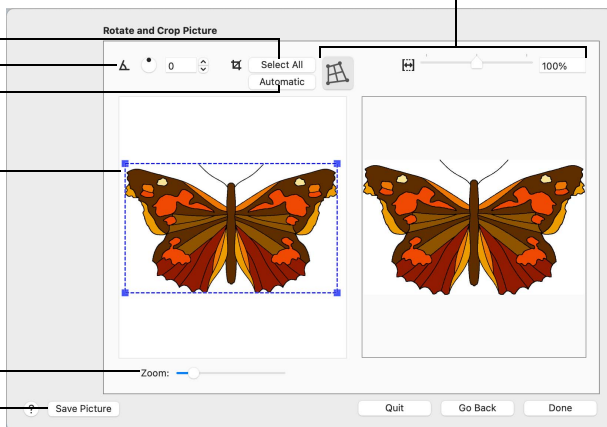 Rotate and Crop Picture
0
Select All
100%
Automatic
Zoom:
?
Save Picture
Quit
Go Back
Done